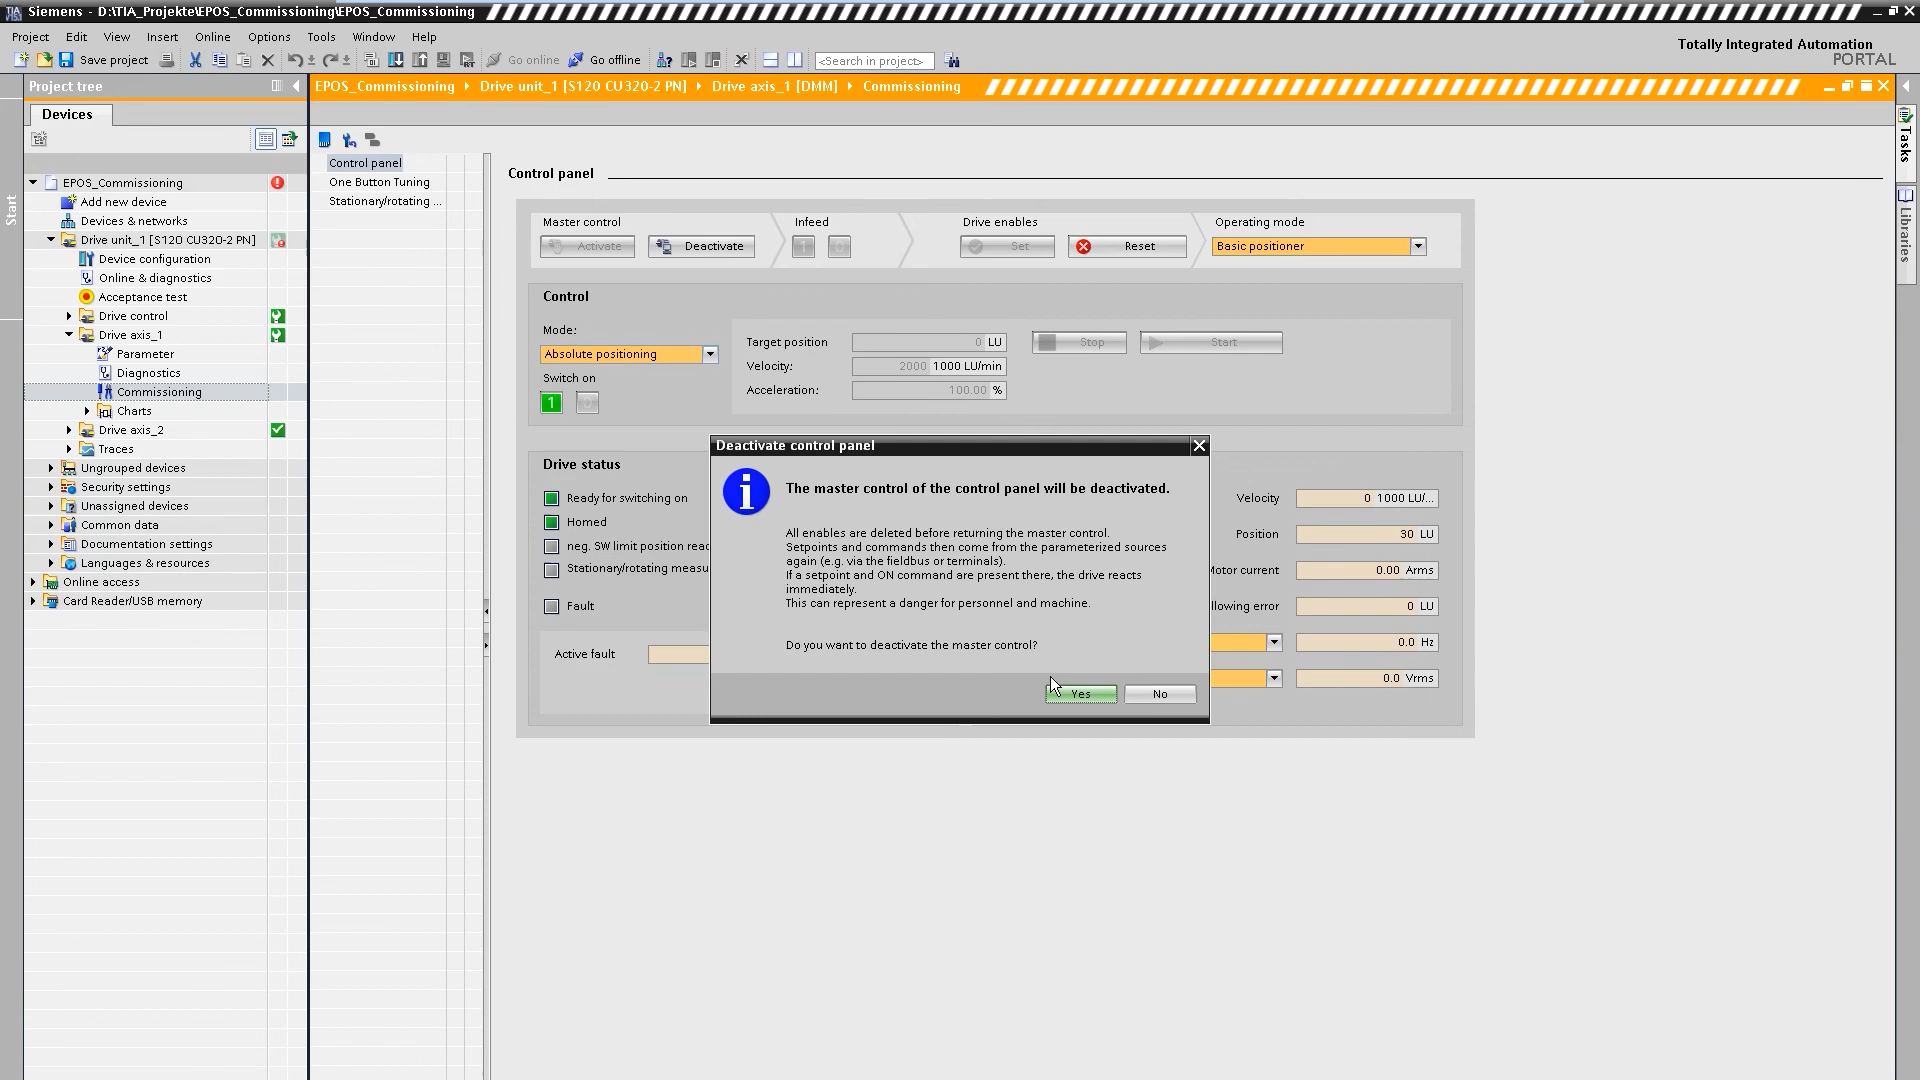 Siemens - D:\TIA_Projekte\EPOS_Commissioning\EPOS_Commissioning
Project Edit View Insert Online Options Tools Window Help
Totally Integrated Automation
PORTAL
Save project
Go online
Go offline
<Search in project>
Project tree
EPOS_Commissioning
Drive unit_1 [S120 CU320-2 PN]
Drive axis_1 [DMM]
Commissioning
Devices
Start
EPOS_Commissioning
Add new device
Devices & networks
Drive unit_1 [S120 CU320-2 PN]
Device configuration
Online & diagnostics
Acceptance test
Drive control
Drive axis_1
Parameter
Diagnostics
Commissioning
Charts
Drive axis_2
Traces
Ungrouped devices
Security settings
Unassigned devices
Common data
Documentation settings
Languages & resources
Online access
Card Reader/USB memory
Control panel
One Button Tuning
Stationary/rotating ...
Control panel
Master control
Activate
Deactivate
Infeed
Drive enables
Set
Reset
Operating mode
Basic positioner
Control
Mode:
Absolute positioning
Switch on
1
Target position
0 LU
Velocity:
2000 1000 LU/min
Acceleration:
100.00 %
Stop
Start
Drive status
Ready for switching on
Homed
neg. SW limit position reac
Stationary/rotating measu
Fault
Active fault
Velocity
0 1000 LU/...
Position
30 LU
Motor current
0.00 Arms
llowing error
0 LU
0.0 Hz
0.0 Vrms
Deactivate control panel
The master control of the control panel will be deactivated.
All enables are deleted before returning the master control.
Setpoints and commands then come from the parameterized sources
again (e.g. via the fieldbus or terminals).
If a setpoint and ON command are present there, the drive reacts
immediately.
This can represent a danger for personnel and machine.
Do you want to deactivate the master control?
Yes
No
Tasks
Libraries